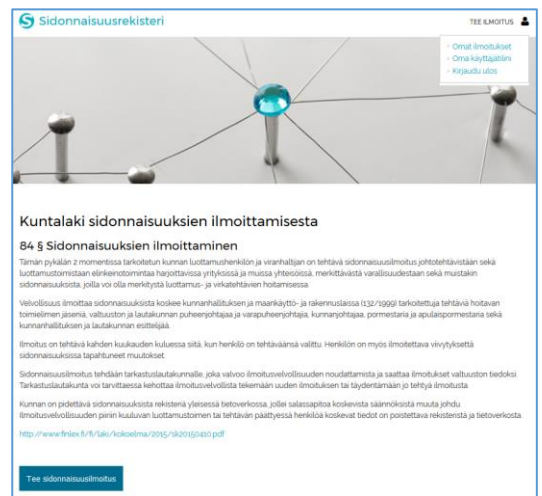 Sidonnaisuusrekisteri
TEE ILMOITUS
Omat ilmoitukset
Oma käyttäjätilini
Kirjaudu ulos
Kuntalaki sidonnaisuuksien ilmoittamisesta
84 § Sidonnaisuuksien ilmoittaminen
Tämän pykälän 2 momentissa tarkoitetun kunnan luottamushenkilön ja viranhaltijan on tehtävä sidonnaisuusilmoitus johtotehtävistään sekä
luottamustoimistaan elinkeinotoimintaa harjoittavissa yrityksissä ja muissa yhteisöissä, merkittävästä varallisuudestaan sekä muistakin
sidonnaisuuksista, joilla voi olla merkitystä luottamus- ja virkatehtävien hoitamisessa.
Velvollisuus ilmoittaa sidonnaisuuksista koskee kunnanhallituksen ja maankäyttö- ja rakennuslaissa (132/1999) tarkoitettuja tehtäviä hoitavan
toimielimen jäseniä, valtuuston ja lautakunnan puheenjohtajaa ja varapuheenjohtajia, kunnanjohtajaa, pormestaria ja apulaispormestaria sekä
kunnanhallituksen ja lautakunnan esittelijää.
Ilmoitus on tehtävä kahden kuukauden kuluessa siitä, kun henkilö on tehtäväänsä valittu. Henkilön on myös ilmoitettava viivytyksettä
sidonnaisuuksissa tapahtuneet muutokset.
Sidonnaisuusilmoitus tehdään tarkastuslautakunnalle, joka valvoo ilmoitusvelvollisuuden noudattamista ja saattaa ilmoitukset valtuuston tiedoksi.
Tarkastuslautakunta voi tarvittaessa kehottaa ilmoitusvelvollista tekemään uuden ilmoituksen tai täydentämään jo tehtyä ilmoitusta.
Kunnan on pidettävä sidonnaisuuksista rekisteriä yleisessä tietoverkossa, jollei salassapitoa koskevista säännöksistä muuta johdu.
Ilmoitusvelvollisuuden piiriin kuuluvan luottamustoimen tai tehtävän päättyessä henkilöä koskevat tiedot on poistettava rekisteristä ja tietoverkosta.
http://www.finlex.fi/fi/laki/kokoelma/2015/sk20150410.pdf
Tee sidonnaisuusilmoitus